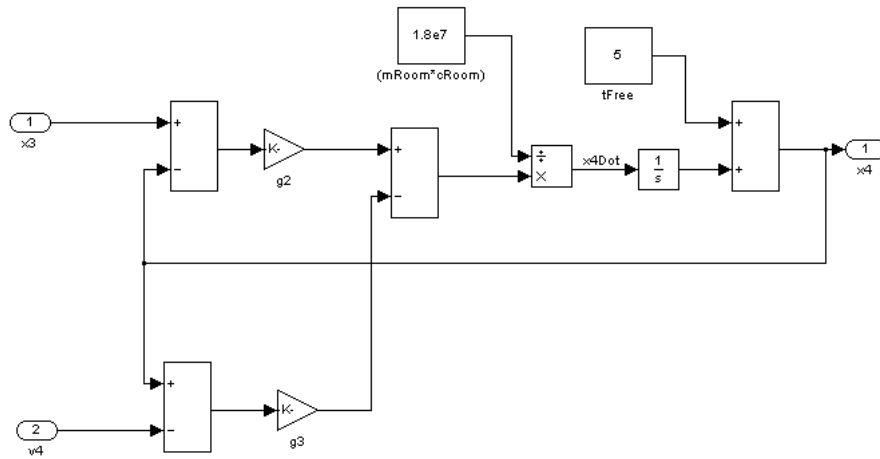 1.8e7
(mRoom*cRoom)
5
tFree
1
x3
+
−
K-
g2
+
−
÷
×
x4Dot
1
s
+
+
1
x4
+
−
K-
g3
2
v4